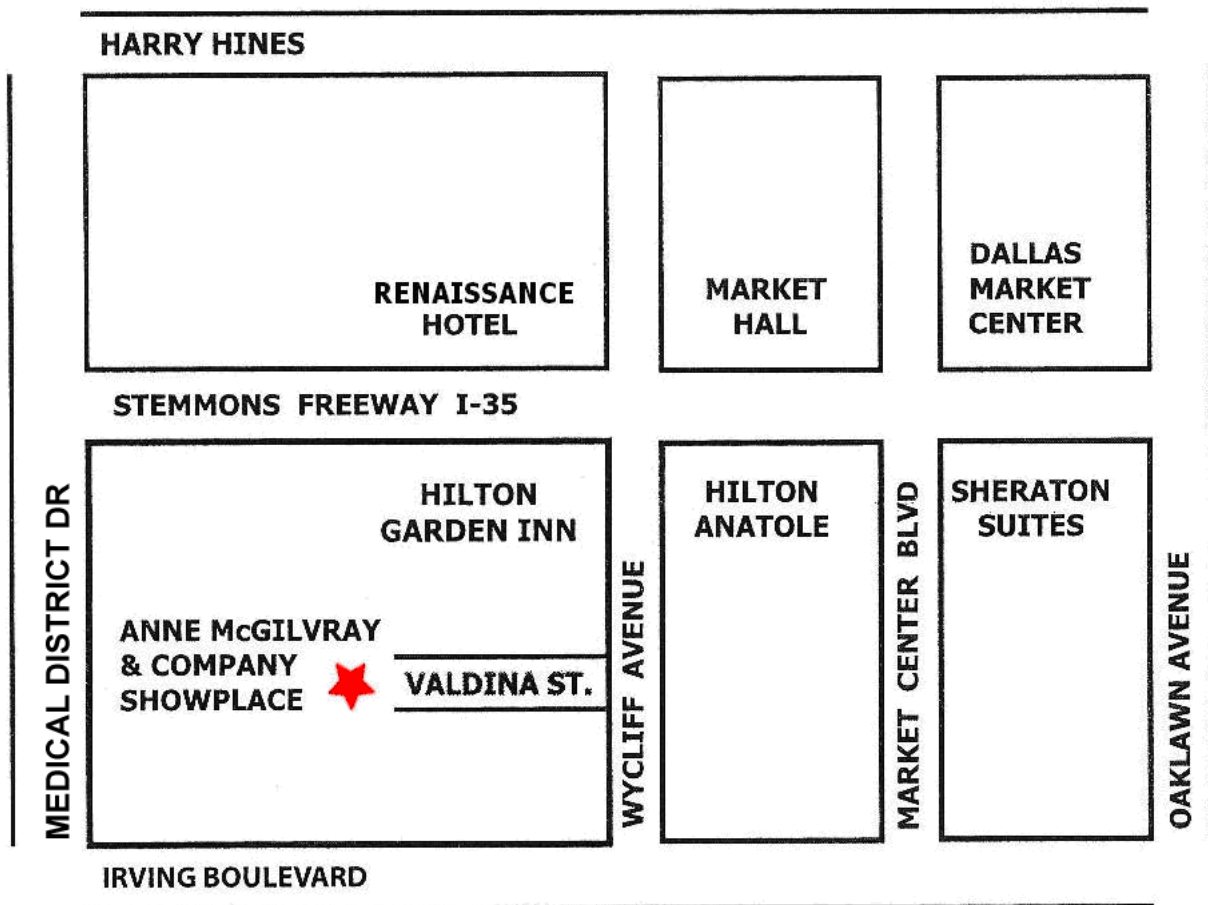 HARRY HINES
RENAISSANCE
HOTEL
MARKET
HALL
DALLAS
MARKET
CENTER
STEMMONS FREEWAY I-35
MEDICAL DISTRICT DR
HILTON
GARDEN INN
ANNE McGILVRAY
& COMPANY
SHOWPLACE
VALDINA ST.
WYCLIFF AVENUE
HILTON
ANATOLE
MARKET CENTER BLVD
SHERATON
SUITES
OAKLAWN AVENUE
IRVING BOULEVARD